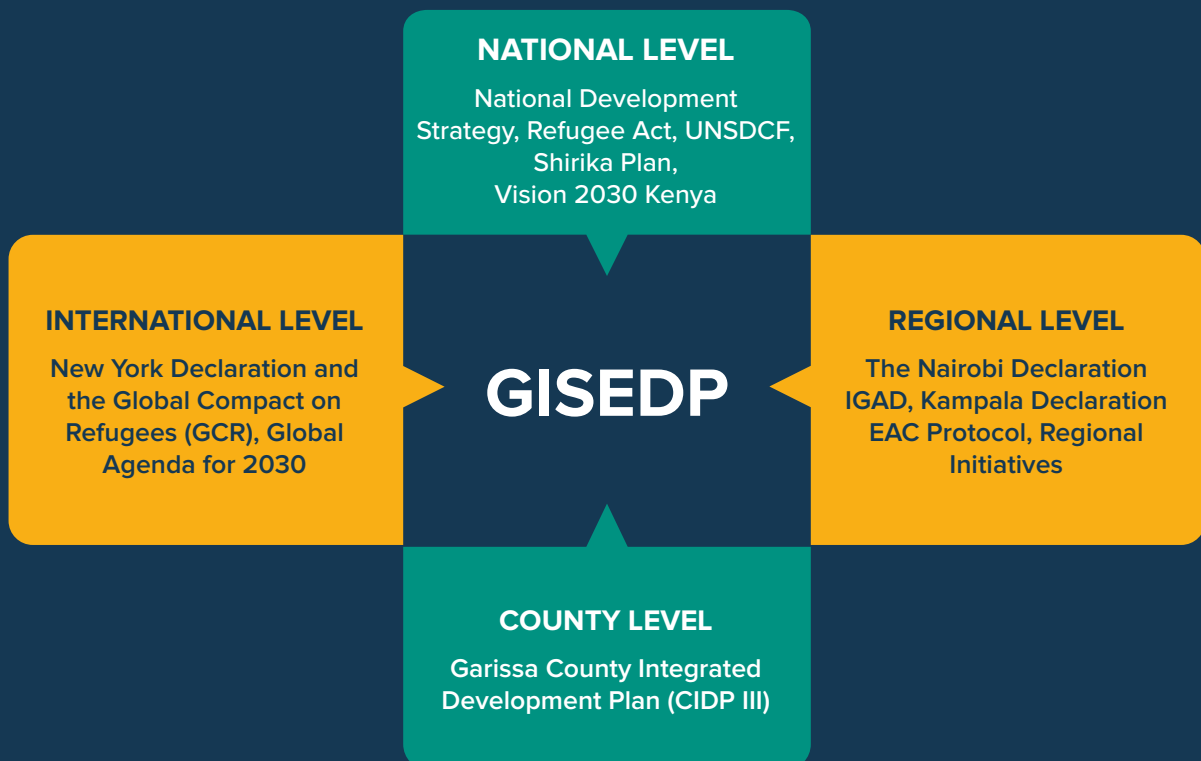 NATIONAL LEVEL
National Development
Strategy, Refugee Act, UNSDCF,
Shirika Plan,
Vision 2030 Kenya
INTERNATIONAL LEVEL
New York Declaration and
the Global Compact on
Refugees (GCR), Global
Agenda for 2030
GISEDP
REGIONAL LEVEL
The Nairobi Declaration
IGAD, Kampala Declaration
EAC Protocol, Regional
Initiatives
COUNTY LEVEL
Garissa County Integrated
Development Plan (CIDP III)